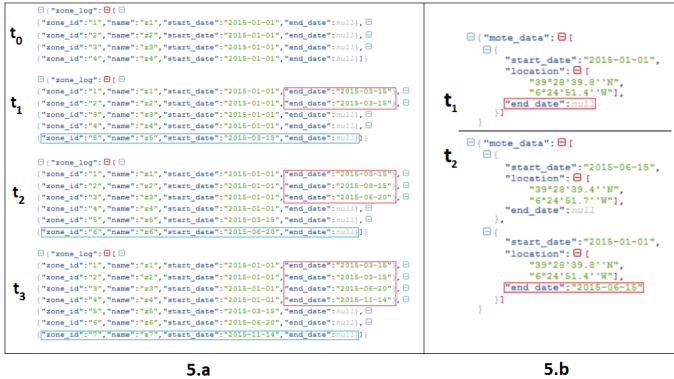 t0
{"zone_log":[
{"zone_id":"1","name":"z1","start_date":"2015-01-01","end_date":null},
{"zone_id":"2","name":"z2","start_date":"2015-01-01","end_date":null},
{"zone_id":"3","name":"z3","start_date":"2015-01-01","end_date":null},
{"zone_id":"4","name":"z4","start_date":"2015-01-01","end_date":null}]}
t1
{"zone_log":[
{"zone_id":"1","name":"z1","start_date":"2015-01-01","end_date":"2015-03-15"},
{"zone_id":"2","name":"z2","start_date":"2015-01-01","end_date":"2015-03-15"},
{"zone_id":"3","name":"z3","start_date":"2015-01-01","end_date":null},
{"zone_id":"4","name":"z4","start_date":"2015-01-01","end_date":null},
{"zone_id":"5","name":"z5","start_date":"2015-03-15","end_date":null}]}
t2
{"zone_log":[
{"zone_id":"1","name":"z1","start_date":"2015-01-01","end_date":"2015-03-15"},
{"zone_id":"2","name":"z2","start_date":"2015-01-01","end_date":"2015-03-15"},
{"zone_id":"3","name":"z3","start_date":"2015-01-01","end_date":"2015-06-20"},
{"zone_id":"4","name":"z4","start_date":"2015-01-01","end_date":null},
{"zone_id":"5","name":"z5","start_date":"2015-03-15","end_date":null},
{"zone_id":"6","name":"z6","start_date":"2015-06-20","end_date":null}]}
t3
{"zone_log":[
{"zone_id":"1","name":"z1","start_date":"2015-01-01","end_date":"2015-03-15"},
{"zone_id":"2","name":"z2","start_date":"2015-01-01","end_date":"2015-03-15"},
{"zone_id":"3","name":"z3","start_date":"2015-01-01","end_date":"2015-06-20"},
{"zone_id":"4","name":"z4","start_date":"2015-01-01","end_date":"2015-11-14"},
{"zone_id":"5","name":"z5","start_date":"2015-03-15","end_date":null},
{"zone_id":"6","name":"z6","start_date":"2015-06-20","end_date":null},
{"zone_id":"7","name":"z7","start_date":"2015-11-14","end_date":null}]}
5.a
t1
{"mote_data":[
{
"start_date":"2015-01-01",
"location":[
"39°28'39.8''N",
"6°24'51.4''W"],
"end_date":null
}]
}
t2
{"mote_data":[
{
"start_date":"2015-06-15",
"location":[
"39°28'39.4''N",
"6°24'51.7''W"],
"end_date":null
},
{
"start_date":"2015-01-01",
"location":[
"39°28'39.8''N",
"6°24'51.4''W"],
"end_date":"2015-06-15"
}]
}
5.b